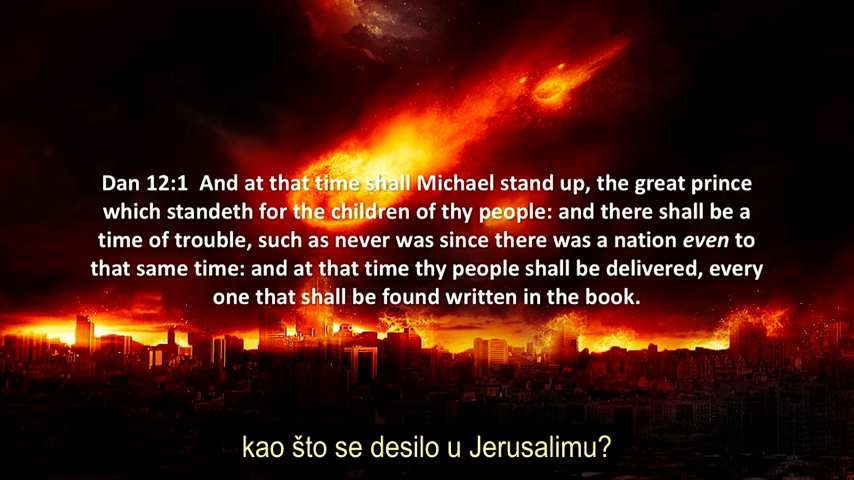 Dan 12:1 And at that time shall Michael stand up, the great prince
which standeth for the children of thy people: and there shall be a
time of trouble, such as never was since there was a nation even to
that same time: and at that time thy people shall be delivered, every
one that shall be found written in the book.
kao što se desilo u Jerusalimu?